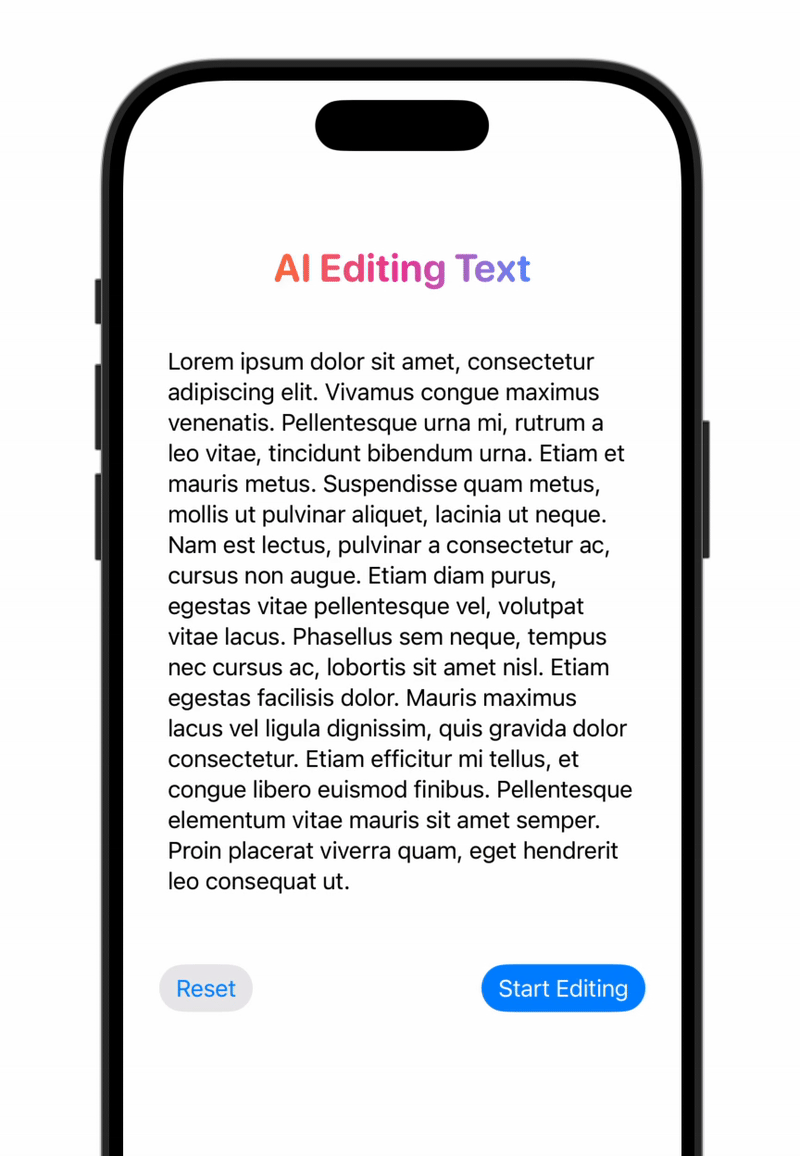 AI Editing Text
Lorem ipsum dolor sit amet, consectetur
adipiscing elit. Vivamus congue maximus
venenatis. Pellentesque urna mi, rutrum a
leo vitae, tincidunt bibendum urna. Etiam et
mauris metus. Suspendisse quam metus,
mollis ut pulvinar aliquet, lacinia ut neque.
Nam est lectus, pulvinar a consectetur ac,
cursus non augue. Etiam diam purus,
egestas vitae pellentesque vel, volutpat
vitae lacus. Phasellus sem neque, tempus
nec cursus ac, lobortis sit amet nisl. Etiam
egestas facilisis dolor. Mauris maximus
lacus vel ligula dignissim, quis gravida dolor
consectetur. Etiam efficitur mi tellus, et
congue libero euismod finibus. Pellentesque
elementum vitae mauris sit amet semper.
Proin placerat viverra quam, eget hendrerit
leo consequat ut.
Reset
Start Editing